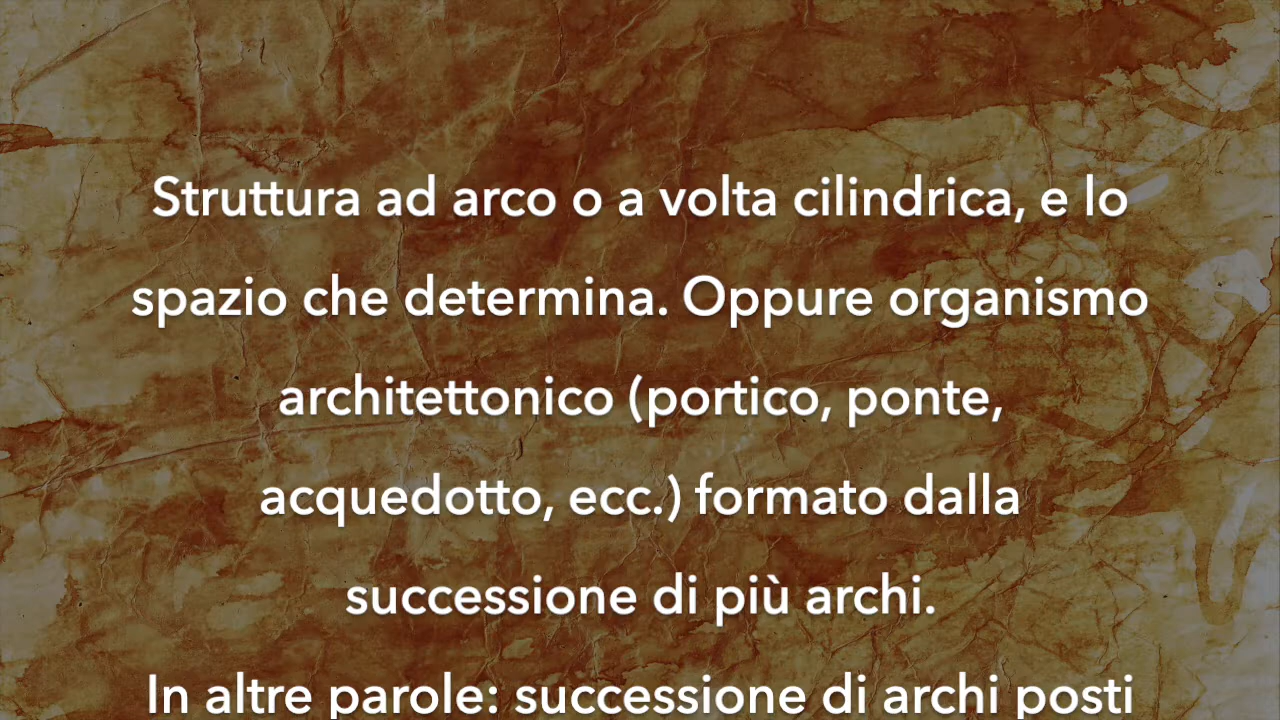 Struttura ad arco o a volta cilindrica, e lo
spazio che determina. Oppure organismo
architettonico (portico, ponte,
acquedotto, ecc.) formato dalla
successione di più archi.
In altre parole: successione di archi posti